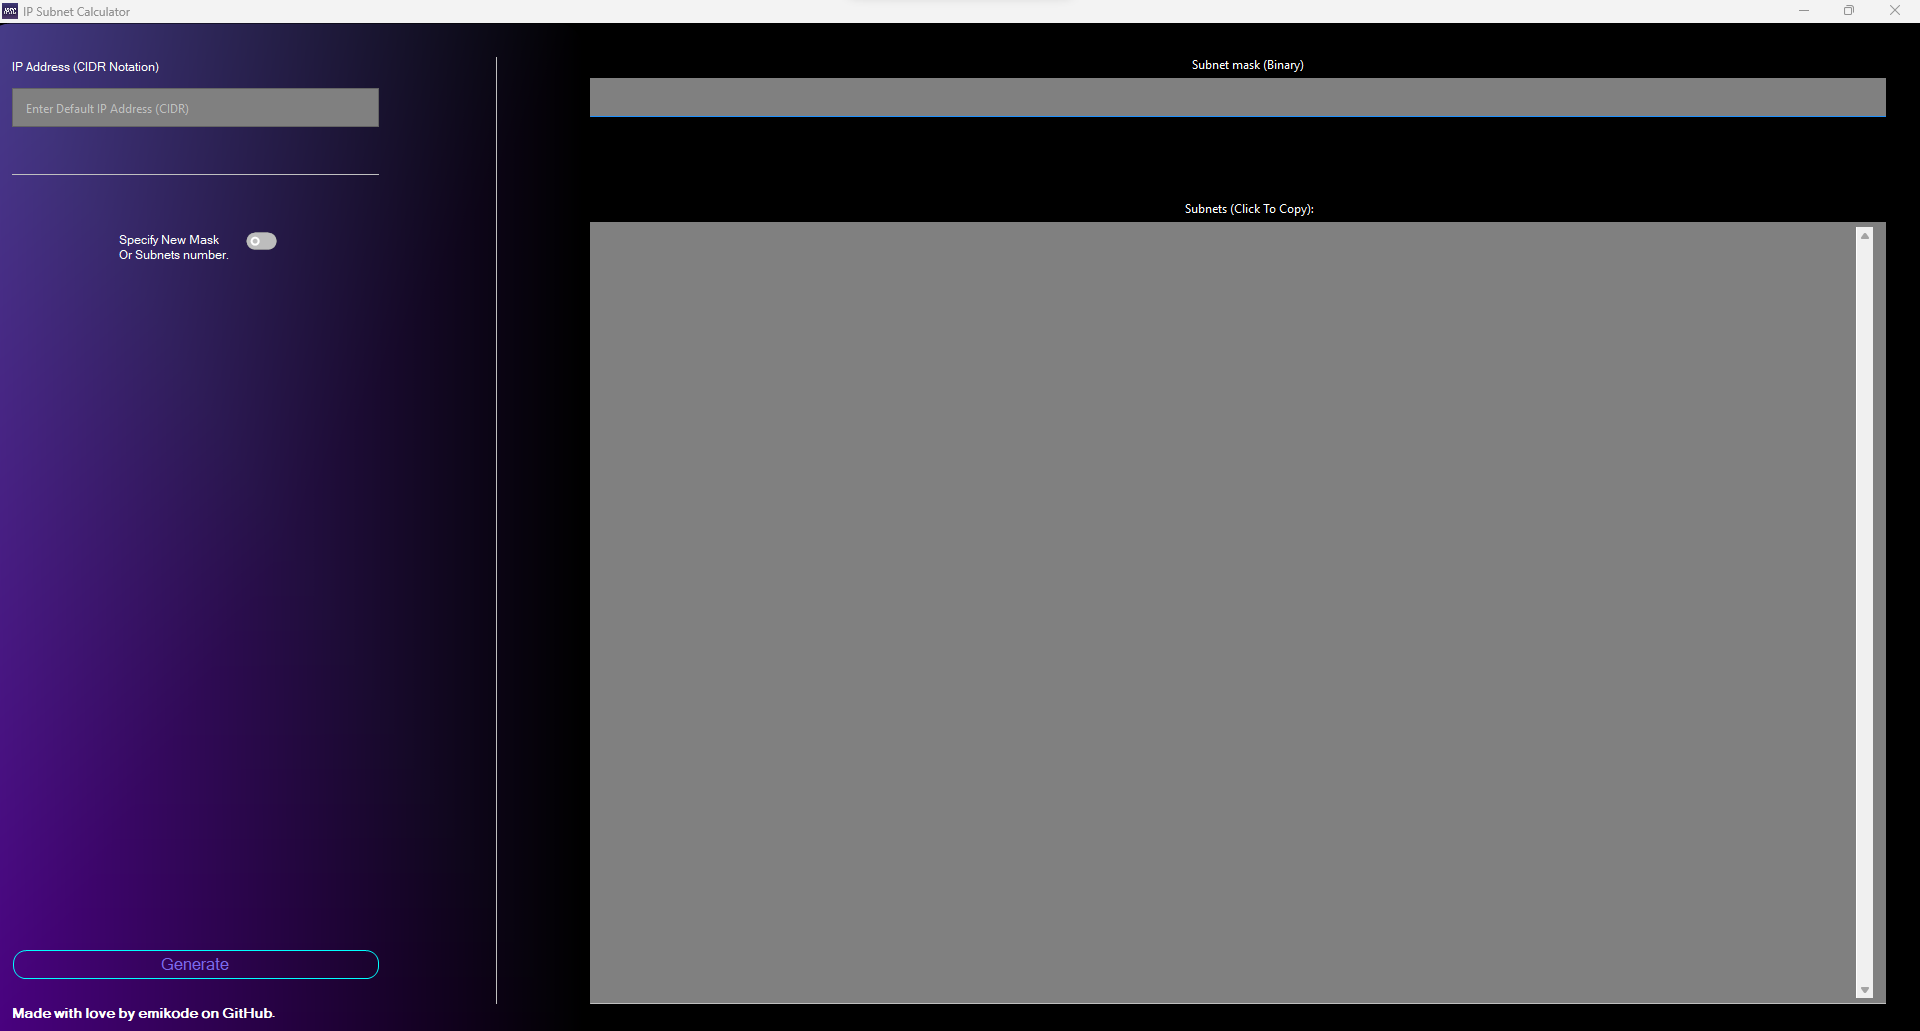 IPSC IP Subnet Calculator
IP Address (CIDR Notation)
Enter Default IP Address (CIDR)
Specify New Mask
Or Subnets number.
Generate
Made with love by emikode on GitHub.
Subnet mask (Binary)
Subnets (Click To Copy):